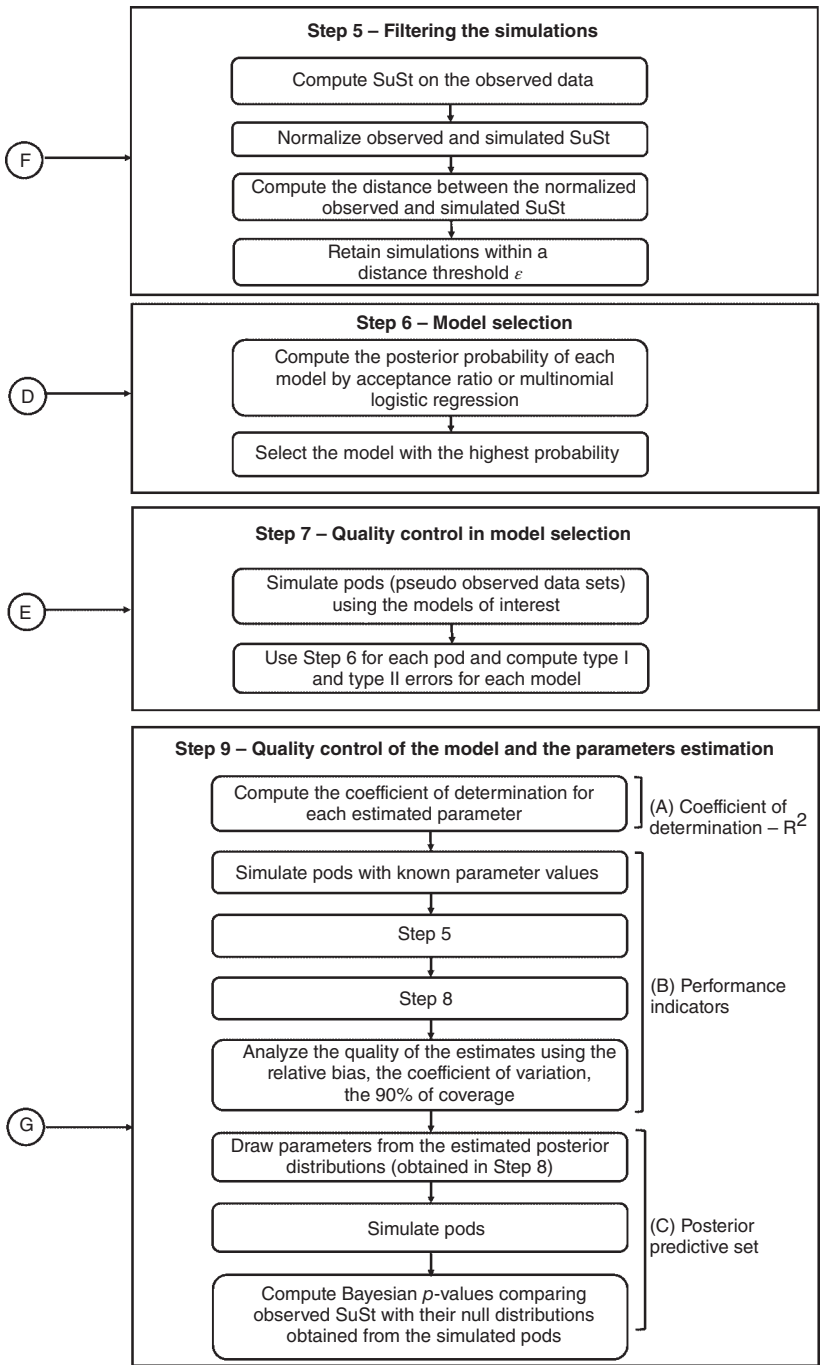 Step 5 – Filtering the simulations
Compute SuSt on the observed data
F
Normalize observed and simulated SuSt
Compute the distance between the normalized
observed and simulated SuSt
Retain simulations within a
distance threshold ε
Step 6 – Model selection
Compute the posterior probability of each
model by acceptance ratio or multinomial
logistic regression
D
Select the model with the highest probability
Step 7 – Quality control in model selection
Simulate pods (pseudo observed data sets)
using the models of interest
E
Use Step 6 for each pod and compute type I
and type II errors for each model
Step 9 – Quality control of the model and the parameters estimation
Compute the coefficient of determination for
each estimated parameter
(A) Coefficient of
determination – R2
Simulate pods with known parameter values
Step 5
Step 8
(B) Performance
indicators
Analyze the quality of the estimates using the
relative bias, the coefficient of variation,
the 90% of coverage
G
Draw parameters from the estimated posterior
distributions (obtained in Step 8)
Simulate pods
(C) Posterior
predictive set
Compute Bayesian p-values comparing
observed SuSt with their null distributions
obtained from the simulated pods